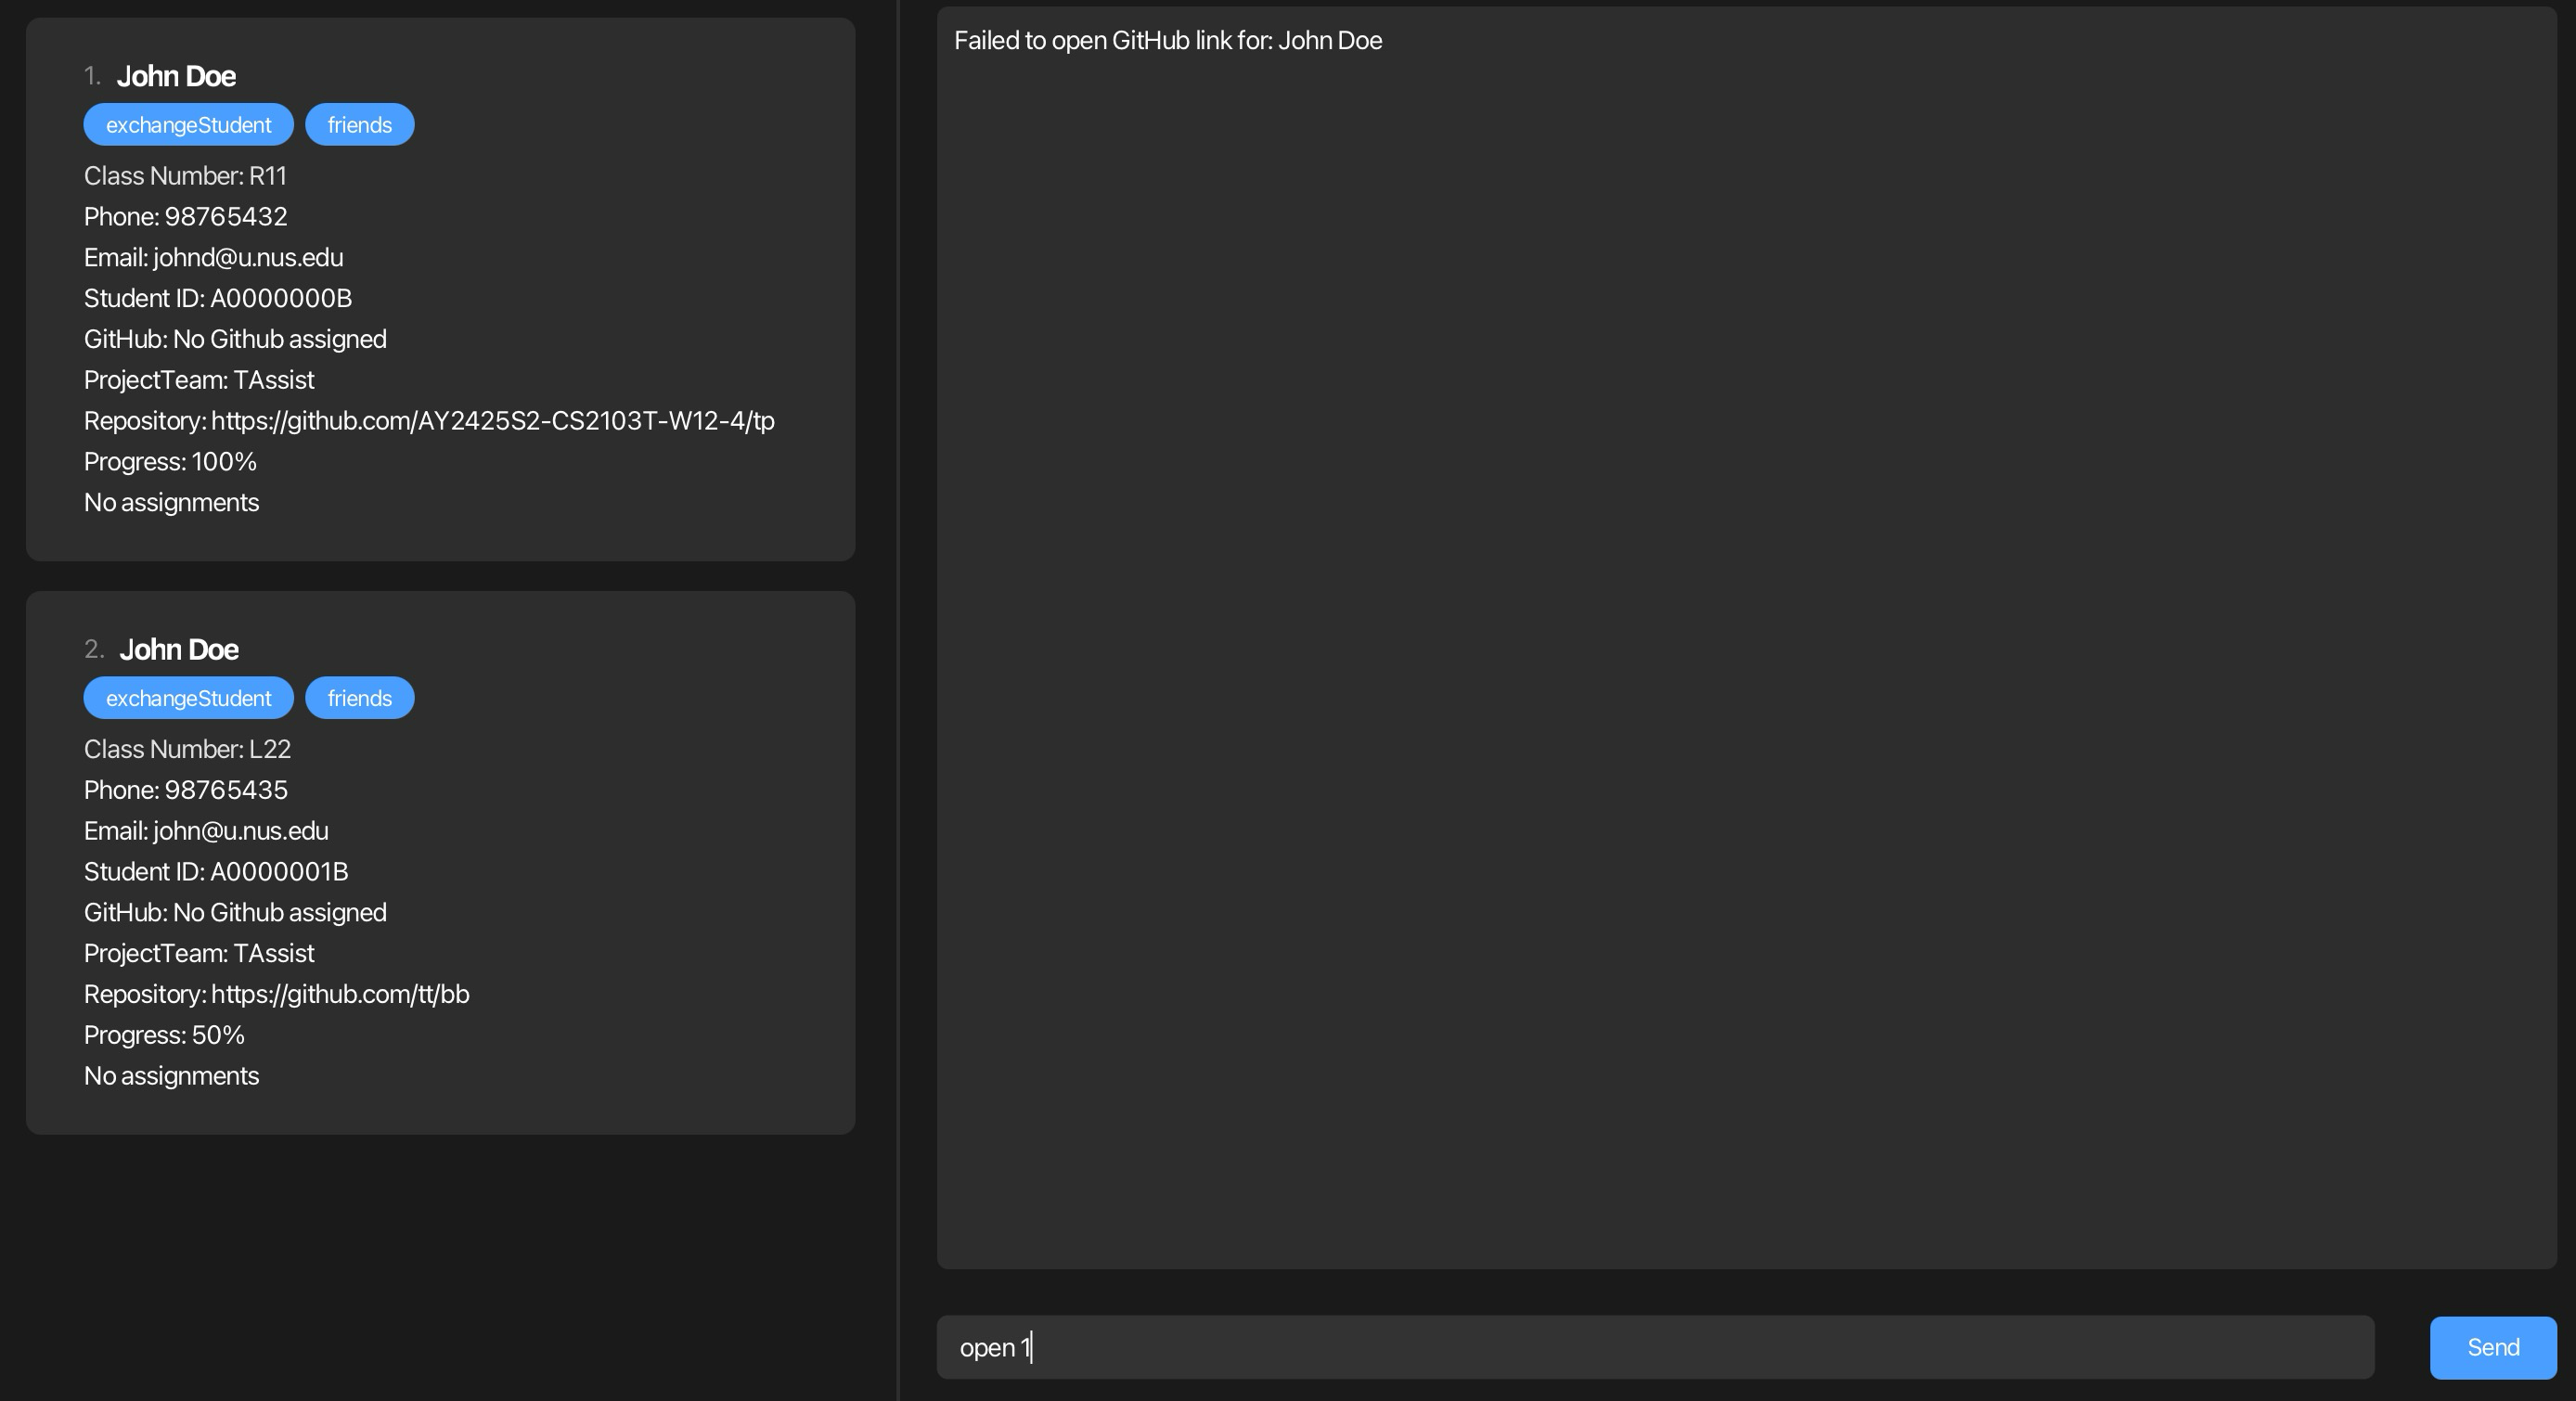 1. John Doe
exchangeStudent friends
Class Number: R11
Phone: 98765432
Email: johnd@u.nus.edu
Student ID: A0000000B
GitHub: No Github assigned
ProjectTeam: TAssist
Repository: https://github.com/AY2425S2-CS2103T-W12-4/tp
Progress: 100%
No assignments
2. John Doe
exchangeStudent friends
Class Number: L22
Phone: 98765435
Email: john@u.nus.edu
Student ID: A0000001B
GitHub: No Github assigned
ProjectTeam: TAssist
Repository: https://github.com/tt/bb
Progress: 50%
No assignments
Failed to open GitHub link for: John Doe
open 1
Send